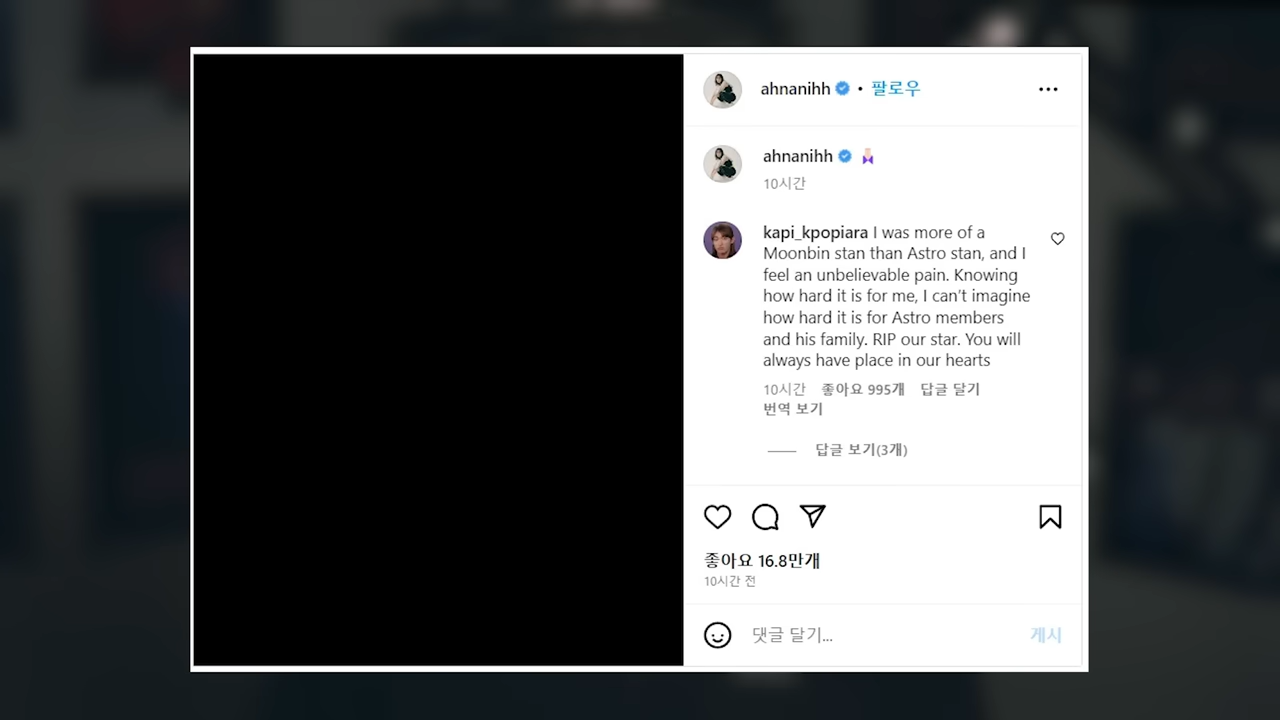 ahnanihh • 팔로우
ahnanihh
10시간
kapi_kpopiara I was more of a
Moonbin stan than Astro stan, and I
feel an unbelievable pain. Knowing
how hard it is for me, I can't imagine
how hard it is for Astro members
and his family. RIP our star. You will
always have place in our hearts
10시간 좋아요 995개 답글 달기
번역 보기
답글 보기(3개)
좋아요 16.8만개
10시간 전
댓글 달기... 게시